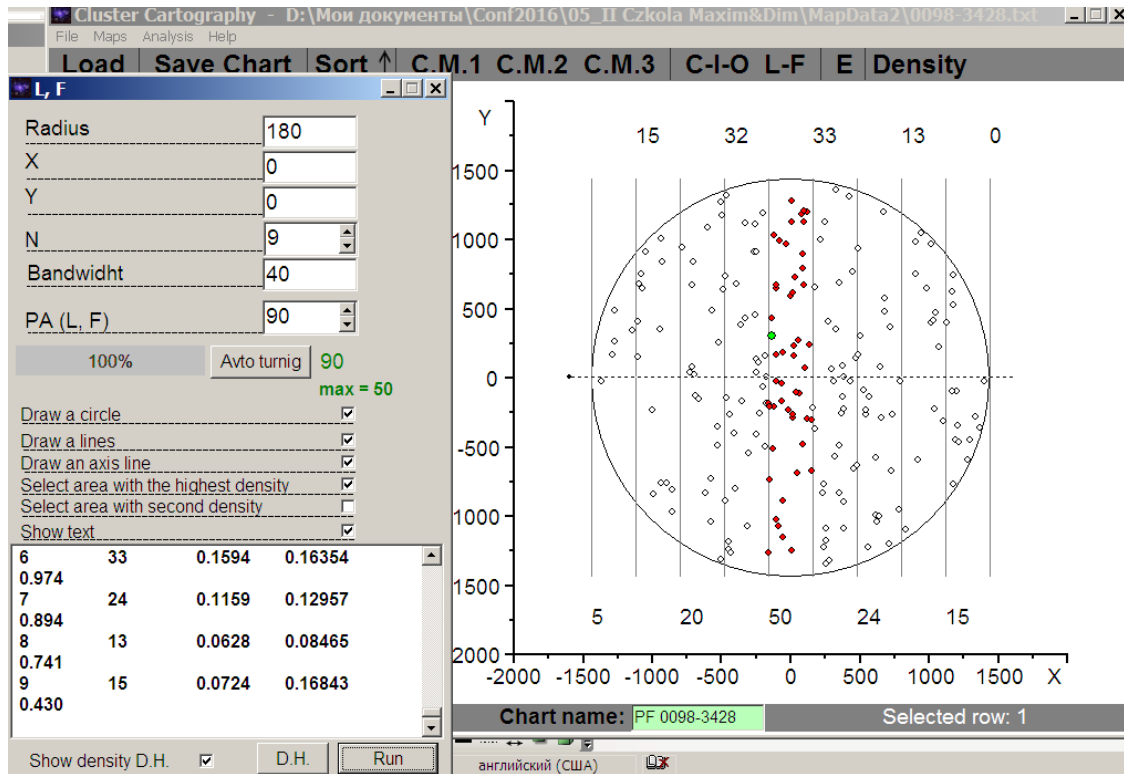 Cluster Cartography - D:\Мои документы\Conf2016\05_II Czkola MaximumDim\MapData2\0098-3428.txt
File Maps Analysis Help
Load Save Chart Sort ↑ C.M.1 C.M.2 C.M.3 C-I-O L-F E Density
L, F
Radius 180
X 0
Y 0
N 9
Bandwidht 40
PA (L, F) 90
100% Avto turnig 90
max = 50
Draw a circle
Draw a lines
Draw an axis line
Select area with the highest density
Select area with second density
Show text
6 33 0.1594 0.16354
0.974
7 24 0.1159 0.12957
0.894
8 13 0.0628 0.08465
0.741
9 15 0.0724 0.16843
0.430
Show density D.H. D.H. Run
Y
15 32 33 13 0
1500
1000
500
0
-500
1000
1500
2000
5 20 50 24 15
-2000 -1500 -1000 -500 0 500 1000 1500 X
Chart name: PF 0098-3428 Selected row: 1
английский (США)